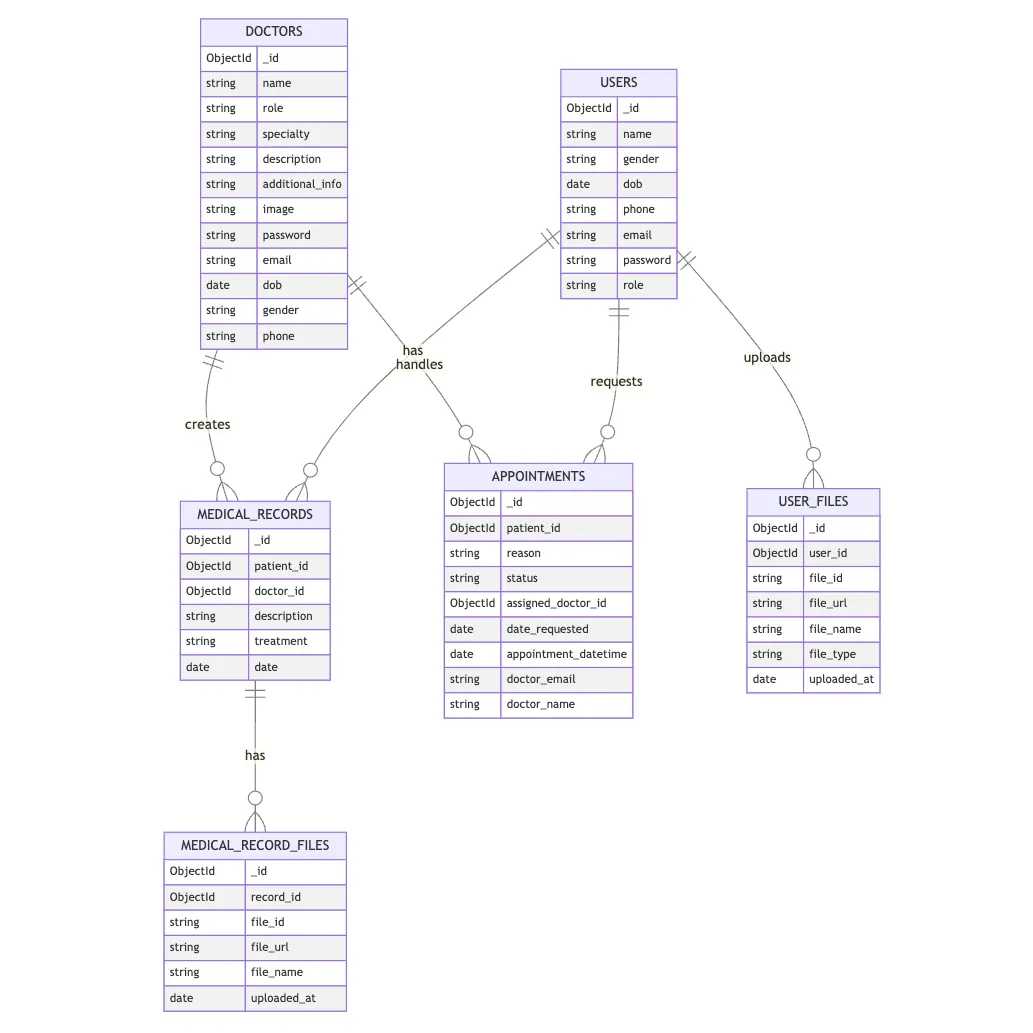 DOCTORS
ObjectId _id
string name
string role
string specialty
string description
string additional_info
string image
string password
string email
date dob
string gender
string phone
USERS
ObjectId _id
string name
string gender
date dob
string phone
string email
string password
string role
has
handles
uploads
requests
creates
MEDICAL_RECORDS
ObjectId _id
ObjectId patient_id
ObjectId doctor_id
string description
string treatment
date date
APPOINTMENTS
ObjectId _id
ObjectId patient_id
string reason
string status
ObjectId assigned_doctor_id
date date_requested
date appointment_datetime
string doctor_email
string doctor_name
USER_FILES
ObjectId _id
ObjectId user_id
string file_id
string file_url
string file_name
string file_type
date uploaded_at
has
MEDICAL_RECORD_FILES
ObjectId _id
ObjectId record_id
string file_id
string file_url
string file_name
date uploaded_at